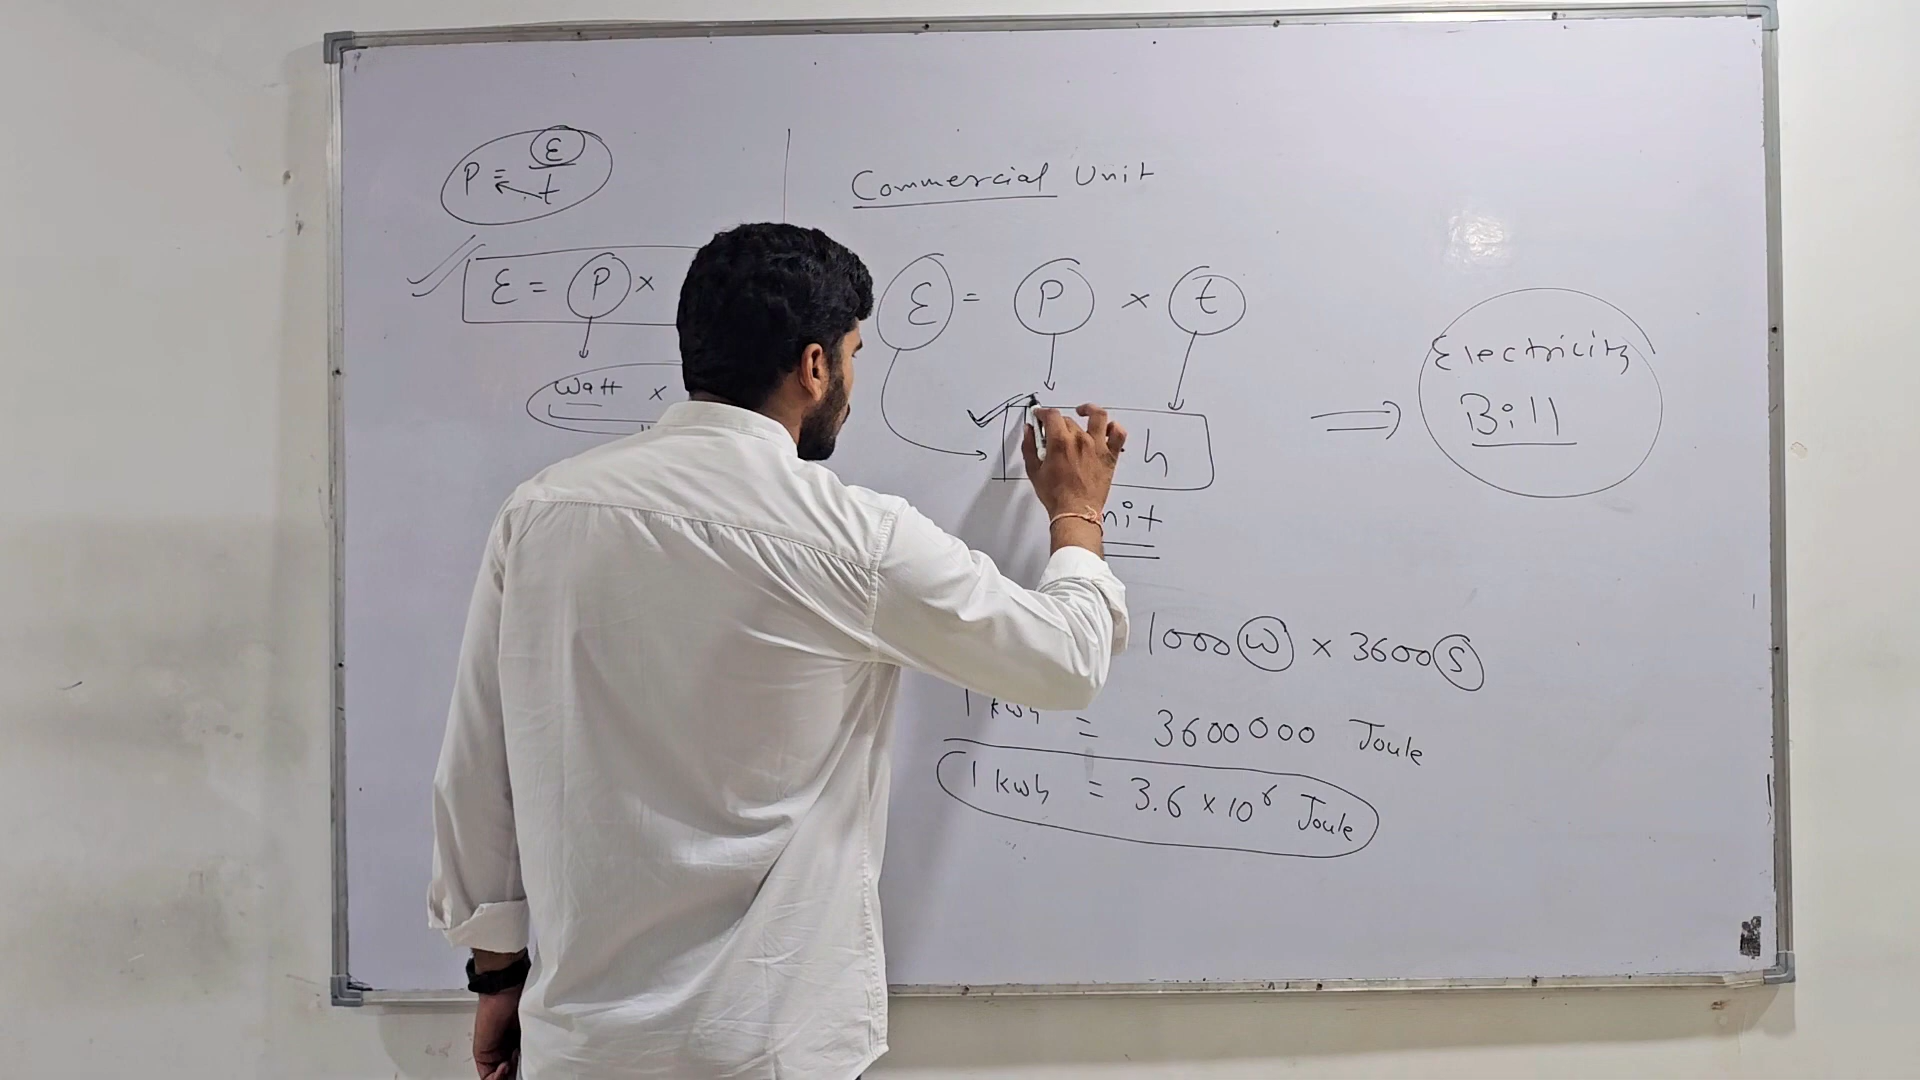 P = E/t
E = P ×
Watt ×
Commercial Unit
E = P × t
h
nit
Electricity
Bill
1000 W × 3600 S
1 kwh = 3600000 Joule
1 kwh = 3.6 × 10⁶ Joule